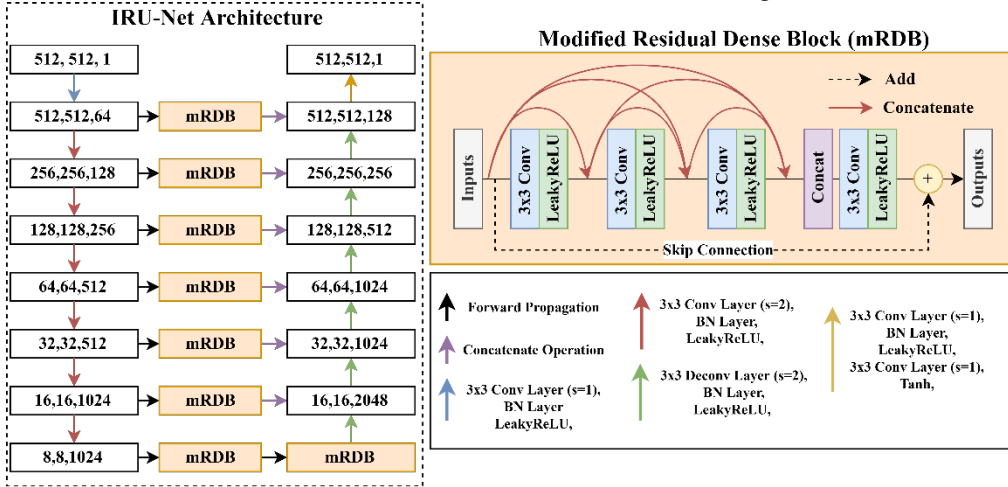 IRU-Net Architecture
512, 512, 1
512,512,1
512,512,64
mRDB
512,512,128
256,256,128
mRDB
256,256,256
128,128,256
mRDB
128,128,512
64,64,512
mRDB
64,64,1024
32,32,512
mRDB
32,32,1024
16,16,1024
mRDB
16,16,2048
8,8,1024
mRDB
mRDB
Modified Residual Dense Block (mRDB)
Add
Concatenate
Inputs
3x3 Conv
LeakyReLU
3x3 Conv
LeakyReLU
3x3 Conv
LeakyReLU
Concat
3x3 Conv
LeakyReLU
+
Outputs
Skip Connection
Forward Propagation
Concatenate Operation
3x3 Conv Layer (s=1),
BN Layer
LeakyReLU,
3x3 Conv Layer (s=2),
BN Layer,
LeakyReLU,
3x3 Deconv Layer (s=2),
BN Layer,
LeakyReLU,
3x3 Conv Layer (s=1),
BN Layer,
LeakyReLU,
3x3 Conv Layer (s=1),
Tanh,